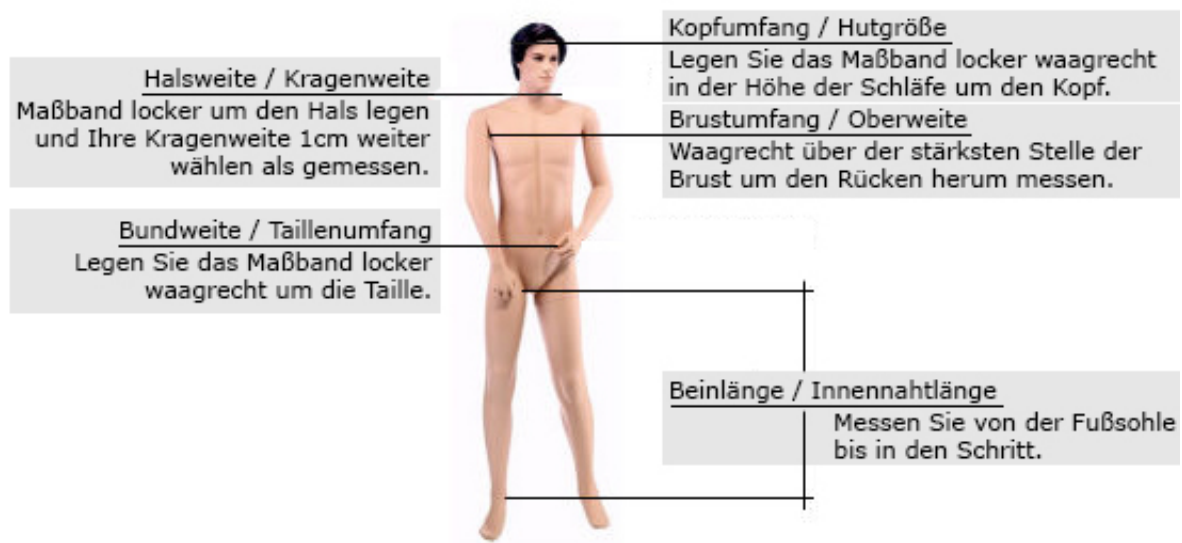 Halsweite / Kragenweite
Maßband locker um den Hals legen
und Ihre Kragenweite 1cm weiter
wählen als gemessen.
Bundweite / Taillenumfang
Legen Sie das Maßband locker
waagrecht um die Taille.
Kopfumfang / Hutgröße
Legen Sie das Maßband locker waagrecht
in der Höhe der Schläfe um den Kopf.
Brustumfang / Oberweite
Waagrecht über der stärksten Stelle der
Brust um den Rücken herum messen.
Beinlänge / Innennahtlänge
Messen Sie von der Fußsohle
bis in den Schritt.